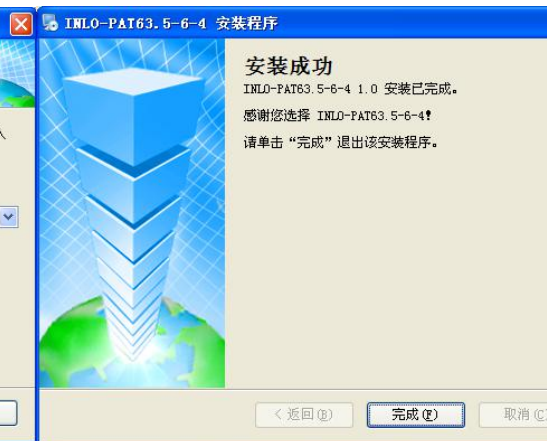 INLO-PAT63.5-6-4 安装程序
安装成功
INLO-PAT63.5-6-4 1.0 安装已完成。
感谢您选择 INLO-PAT63.5-6-4!
请单击“完成”退出该安装程序。
入
< 返回(B)
完成(F)
取消(C)